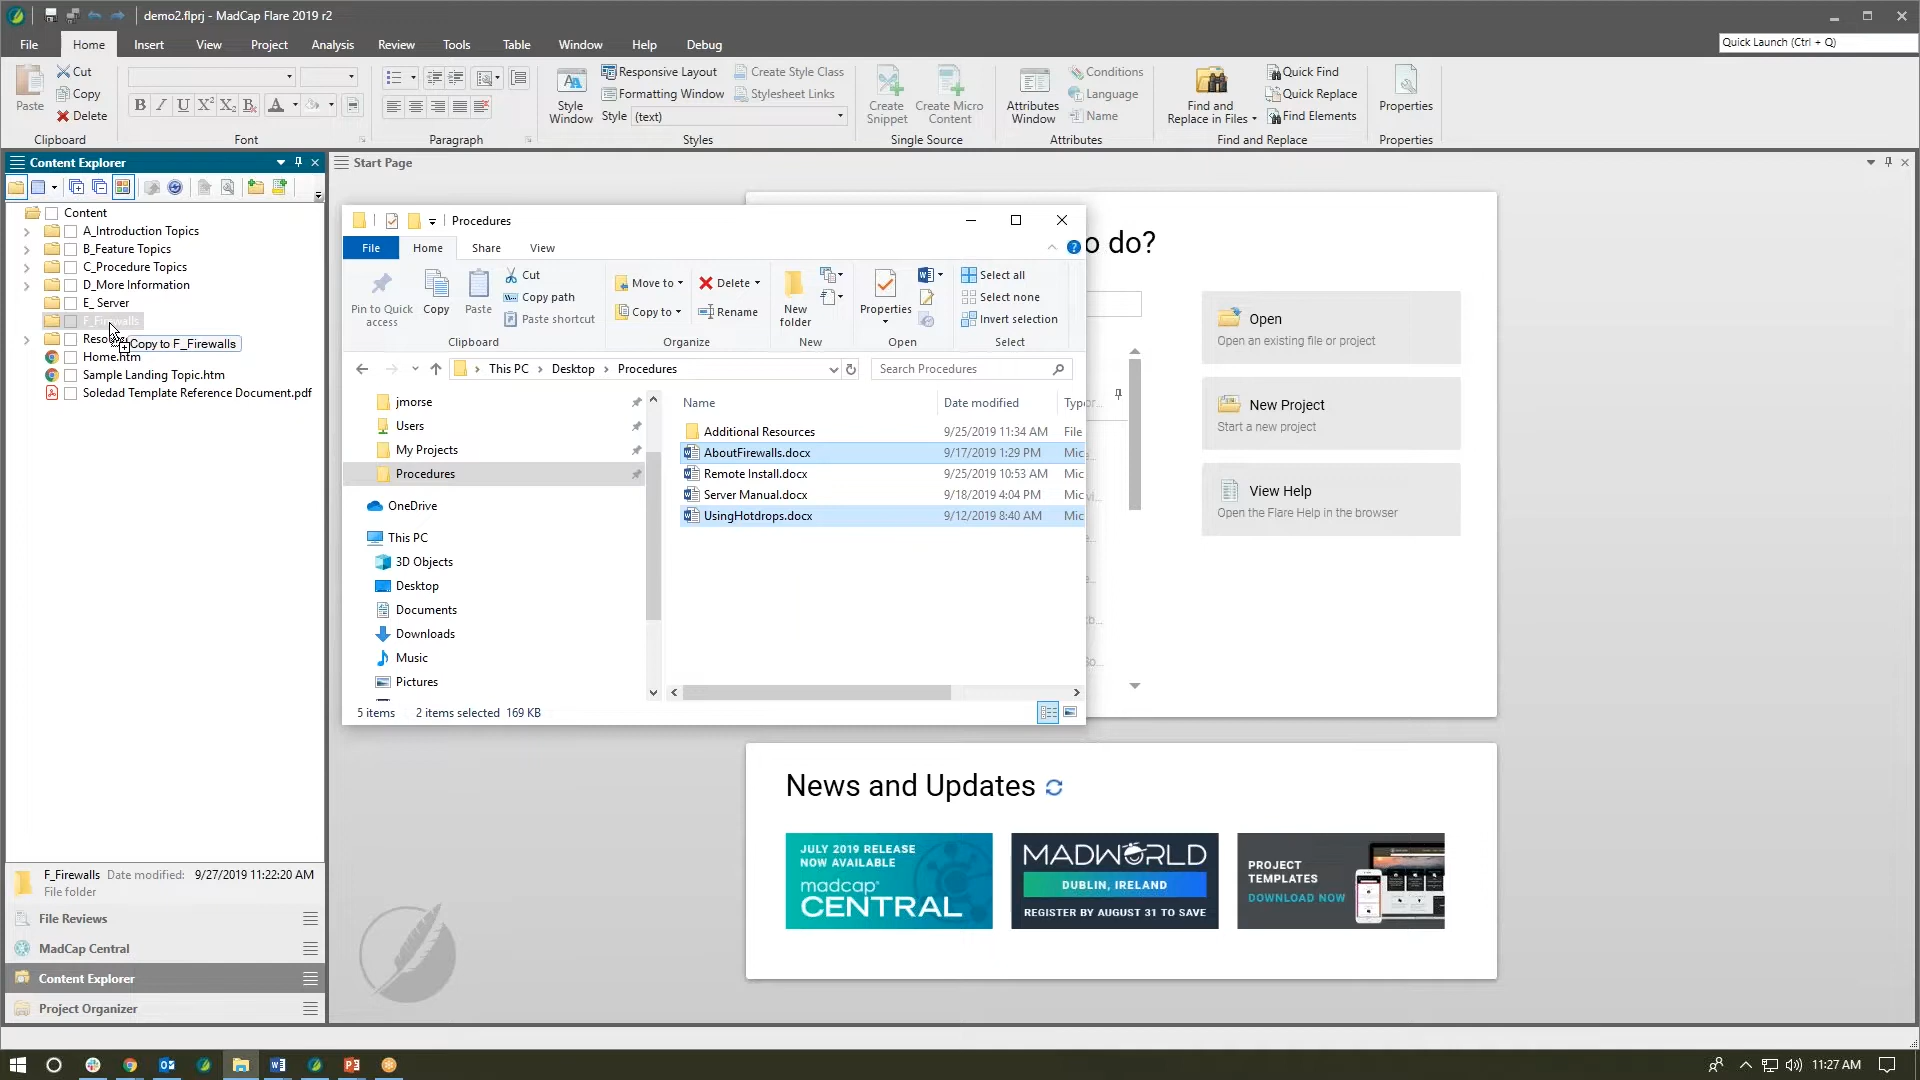 demo2.flprj - MadCap Flare 2019 r2
File Home Insert View Project Analysis Review Tools Table Window Help Debug
Quick Launch (Ctrl + Q)
Paste
Cut
Copy
Delete
Clipboard
B I U X² X₂
Font
Paragraph
Style Window
Responsive Layout
Formatting Window
Style (text)
Create Style Class
Stylesheet Links
Styles
Create Snippet
Create Micro Content
Single Source
Attributes Window
Conditions
Language
Name
Attributes
Find and Replace in Files
Quick Find
Quick Replace
Find Elements
Find and Replace
Properties
Properties
Content Explorer
Start Page
Content
A_Introduction Topics
B_Feature Topics
C_Procedure Topics
D_More Information
E_ Server
F_Firewalls
Copy to F_Firewalls
Home.htm
Sample Landing Topic.htm
Soledad Template Reference Document.pdf
F_Firewalls Date modified: 9/27/2019 11:22:20 AM
File folder
File Reviews
MadCap Central
Content Explorer
Project Organizer
Procedures
File Home Share View
Pin to Quick access
Copy
Paste
Cut
Copy path
Paste shortcut
Clipboard
Move to
Copy to
Delete
Rename
Organize
New folder
New
Properties
Open
Select all
Select none
Invert selection
Select
This PC Desktop Procedures
Search Procedures
jmorse
Users
My Projects
Procedures
OneDrive
This PC
3D Objects
Desktop
Documents
Downloads
Music
Pictures
Name Date modified
Additional Resources 9/25/2019 11:34 AM File
AboutFirewalls.docx 9/17/2019 1:29 PM Mic
Remote Install.docx 9/25/2019 10:53 AM Mic
Server Manual.docx 9/18/2019 4:04 PM Mic
UsingHotdrops.docx 9/12/2019 8:40 AM Mic
5 items 2 items selected 169 KB
o do?
Open
Open an existing file or project
New Project
Start a new project
View Help
Open the Flare Help in the browser
News and Updates
JULY 2019 RELEASE
NOW AVAILABLE
madcap
CENTRAL
MADWORLD
DUBLIN, IRELAND
REGISTER BY AUGUST 31 TO SAVE
PROJECT
TEMPLATES
DOWNLOAD NOW
11:27 AM